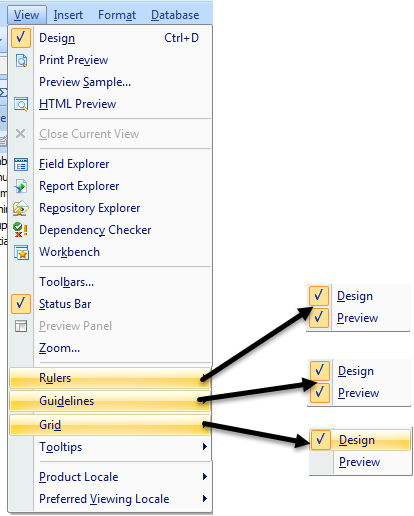 View Insert Format Database
Design Ctrl+D
Print Preview
Preview Sample...
HTML Preview
Close Current View
Field Explorer
Report Explorer
Repository Explorer
Dependency Checker
Workbench
Toolbars...
Status Bar
Preview Panel
Zoom...
Rulers
Guidelines
Grid
Tooltips
Product Locale
Preferred Viewing Locale
Design
Preview
Design
Preview
Design
Preview